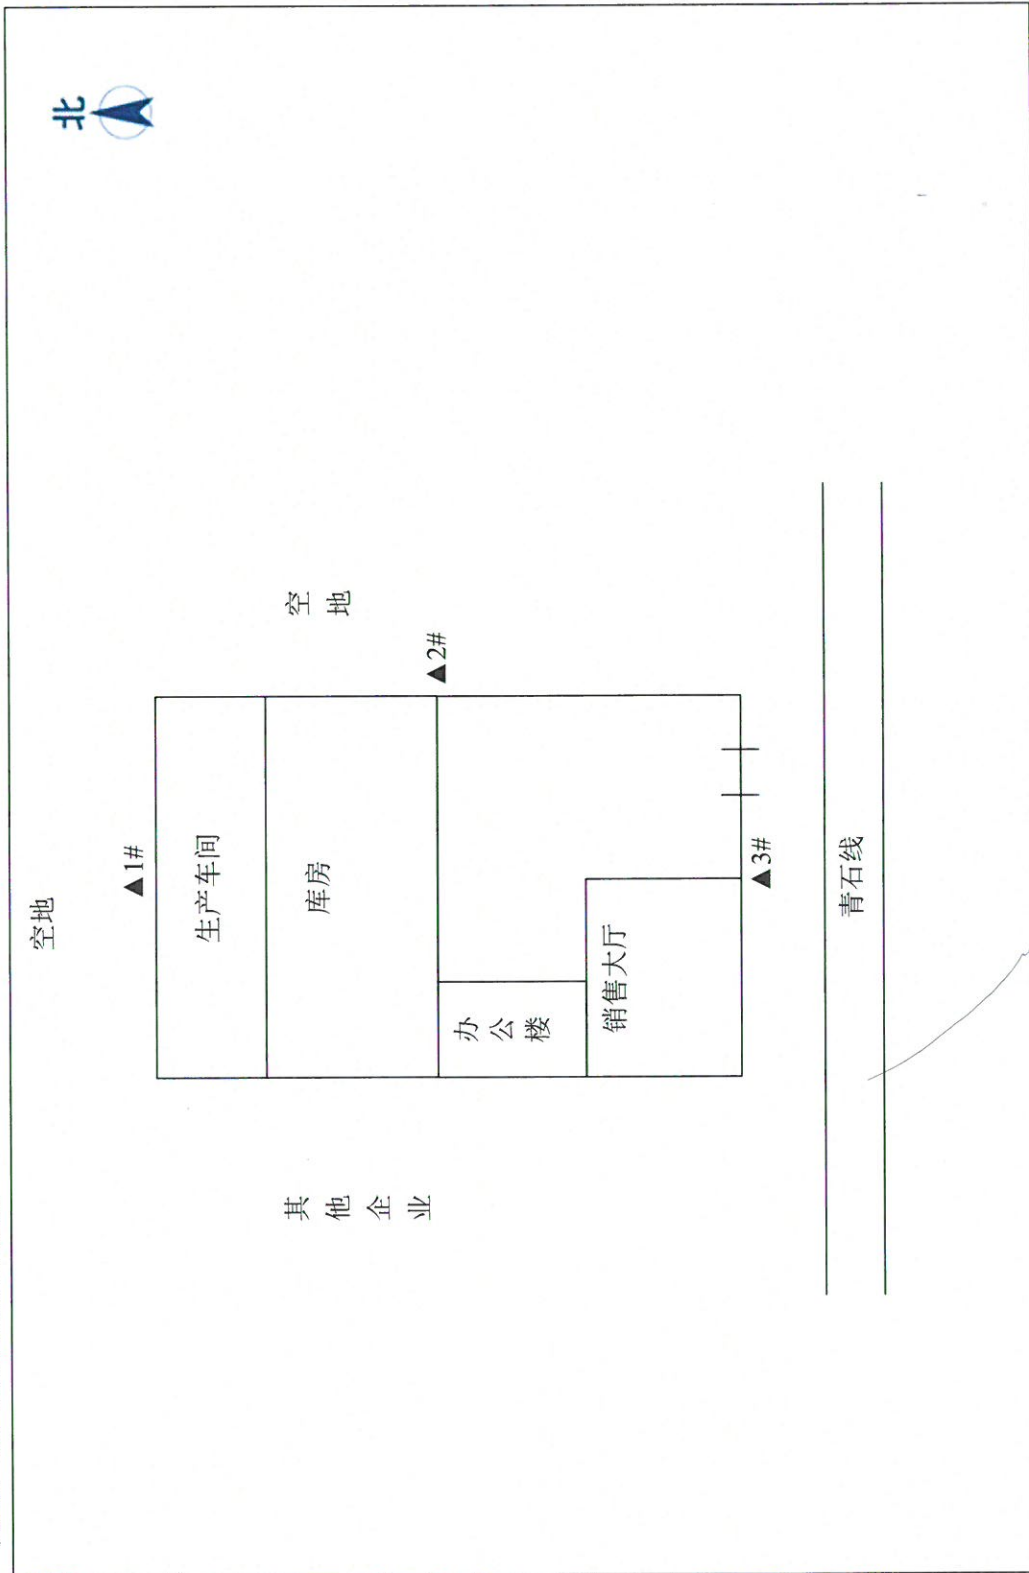 北
空地
▲1#
生产车间
空
地
库房
▲2#
其
他
企
业
办
公
楼
销售大厅
▲3#
青石线